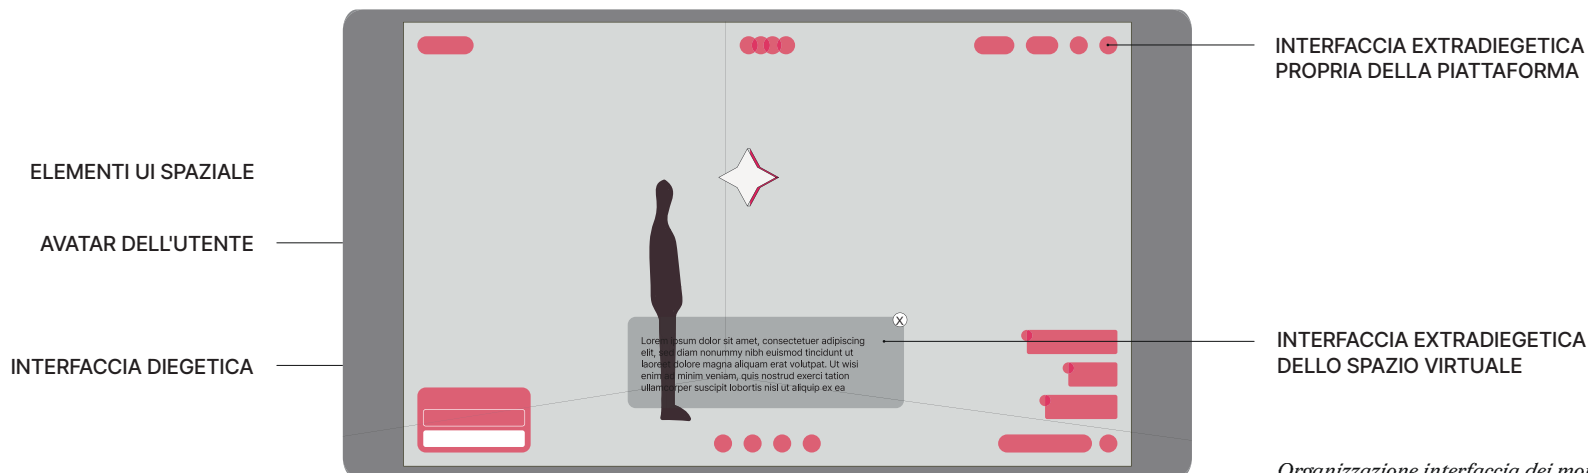 INTERFACCIA EXTRADIEGETICA
PROPRIA DELLA PIATTAFORMA
ELEMENTI UI SPAZIALE
AVATAR DELL'UTENTE
INTERFACCIA DIEGETICA
X
Lorem ipsum dolor sit amet, consectetuer adipiscing
elit, sed diam nonummy nibh euismod tincidunt ut
laoreet dolore magna aliquam erat volutpat. Ut wisi
enim ad minim veniam, quis nostrud exerci tation
ullamcorper suscipit lobortis nisl ut aliquip ex ea
INTERFACCIA EXTRADIEGETICA
DELLO SPAZIO VIRTUALE
Organizzazione interfaccia dei